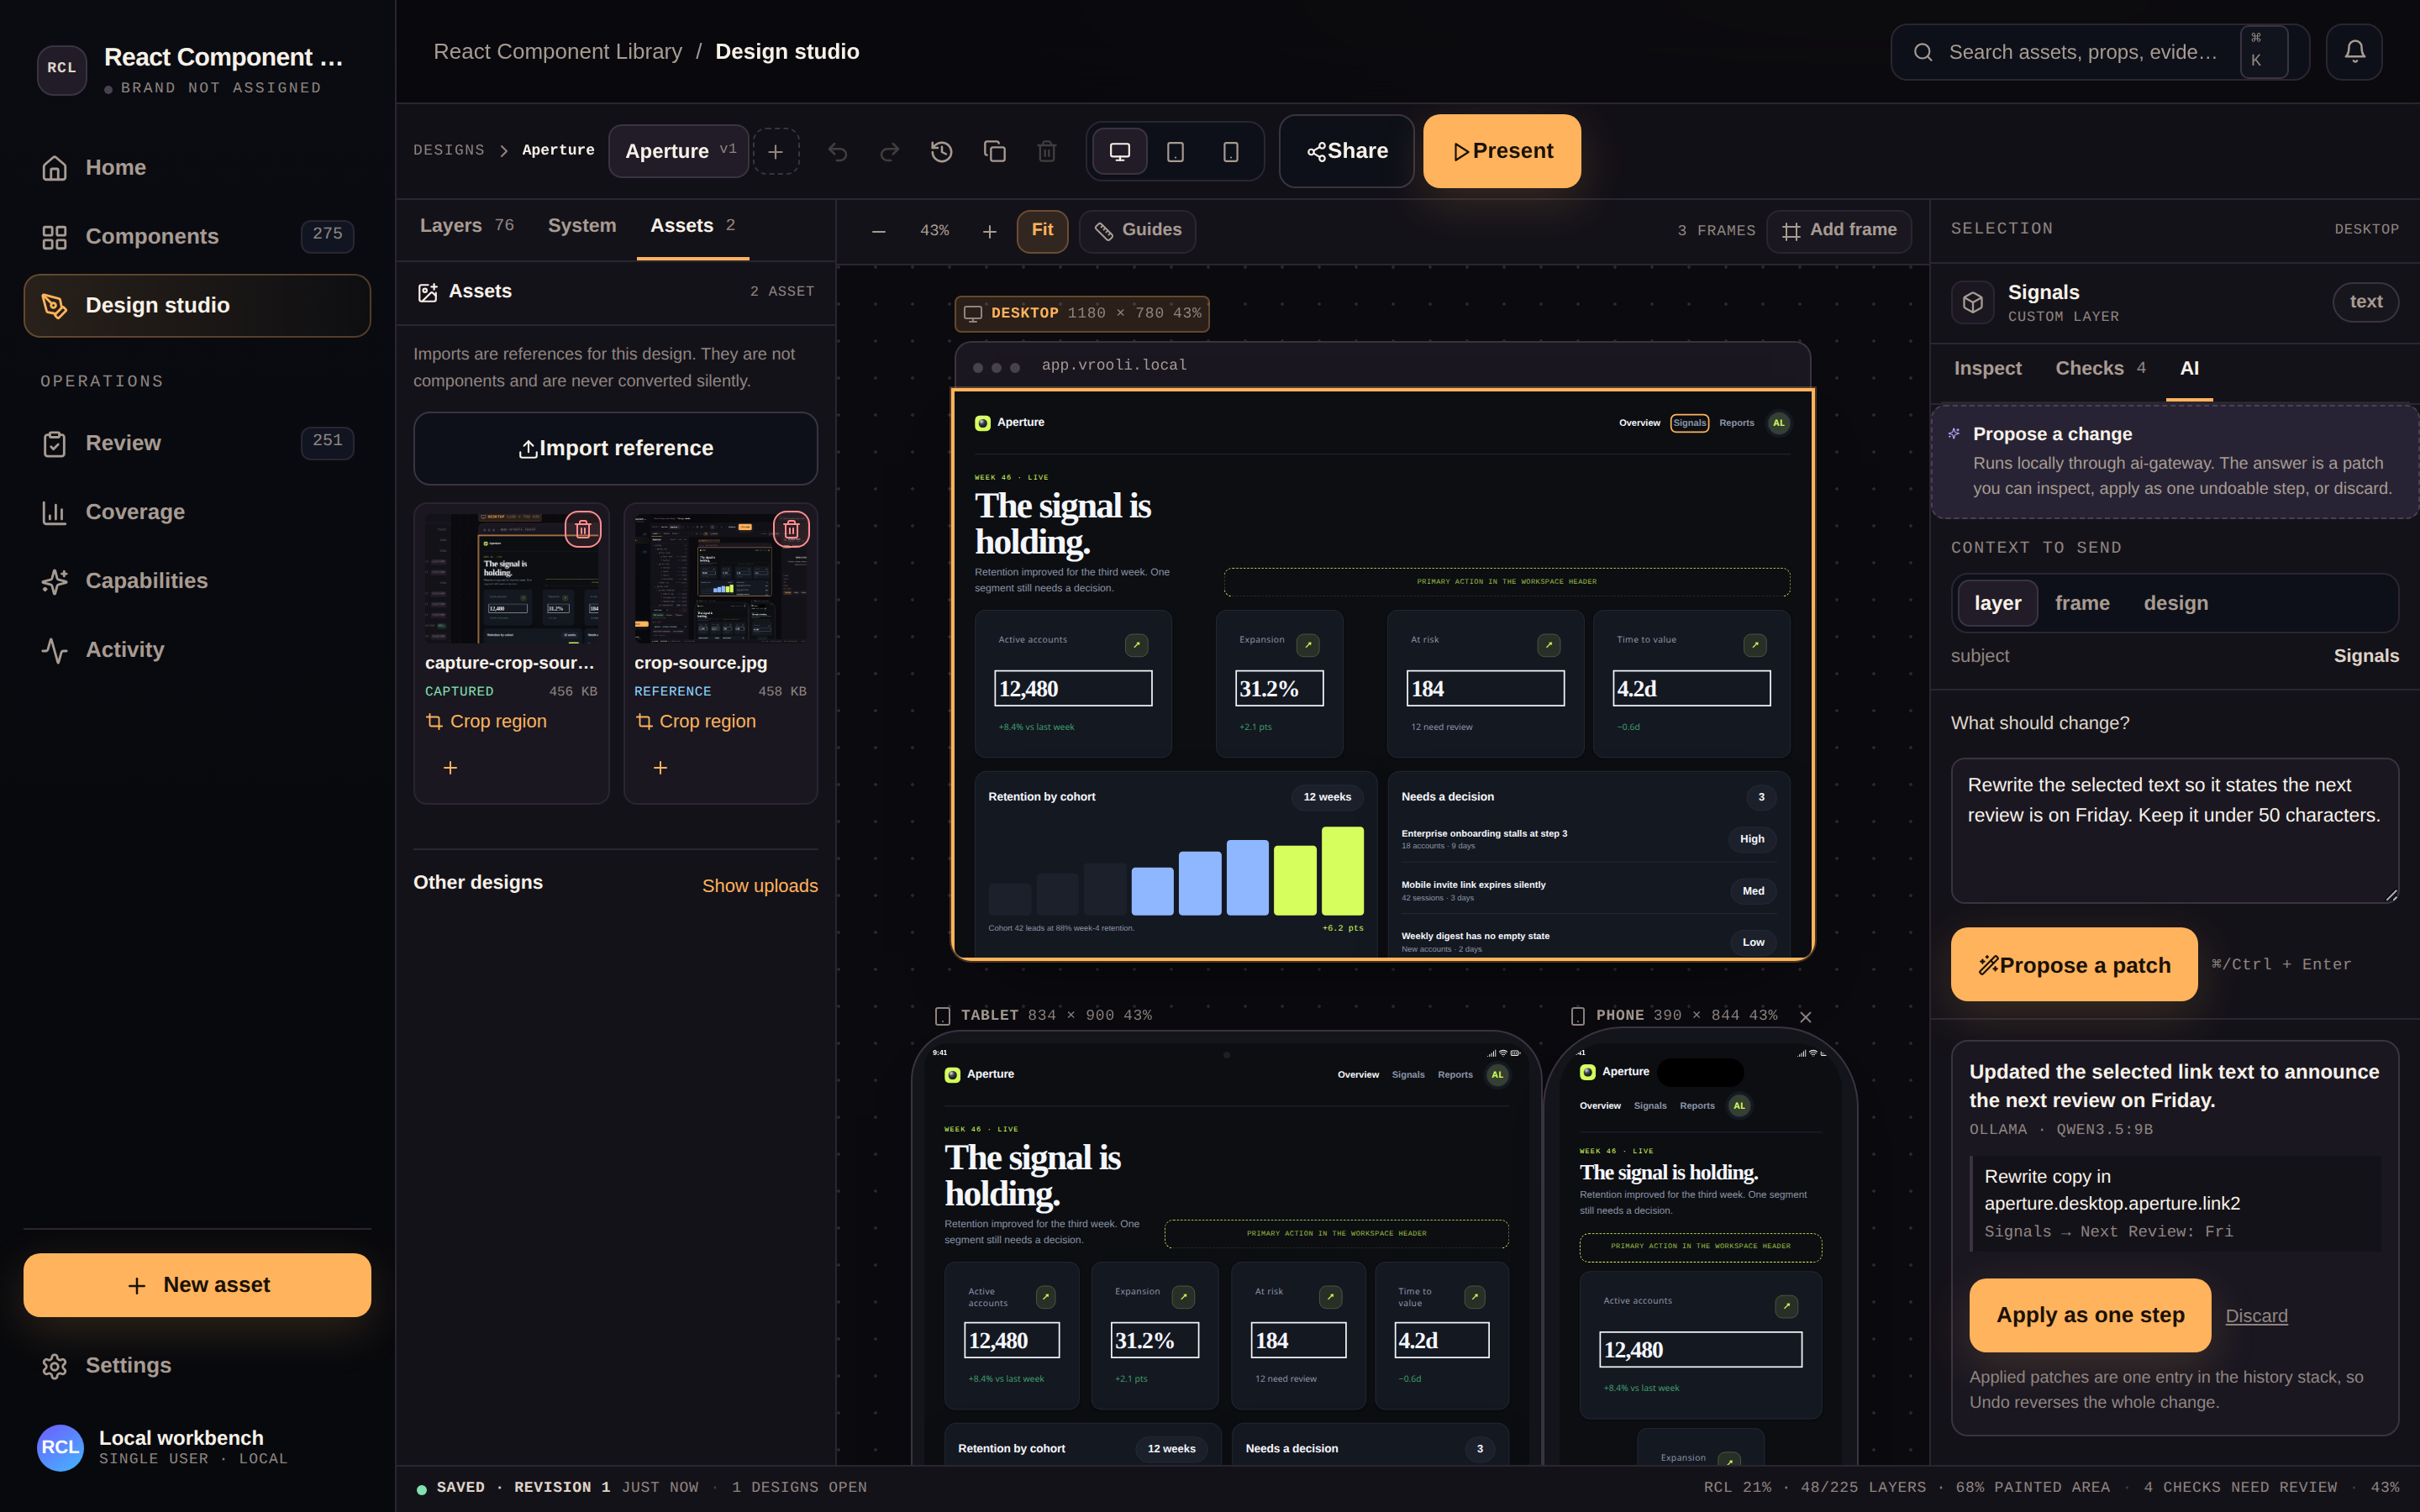 RCL
React Component ...
BRAND NOT ASSIGNED
Home
Components 275
Design studio
OPERATIONS
Review 251
Coverage
Capabilities
Activity
New asset
Settings
RCL
Local workbench
SINGLE USER · LOCAL
React Component Library / Design studio
Search assets, props, evide...
⌘ K
DESIGNS > Aperture
Aperture v1
Share
Present
Layers 76 System Assets 2
Assets 2 ASSET
Imports are references for this design. They are not
components and are never converted silently.
Import reference
capture-crop-sour...
CAPTURED 456 KB
Crop region
crop-source.jpg
REFERENCE 458 KB
Crop region
Other designs Show uploads
43% Fit Guides
3 FRAMES Add frame
DESKTOP 1180 × 780 43%
app.vrooli.local
Aperture
Overview Signals Reports AL
WEEK 46 · LIVE
The signal is
holding.
Retention improved for the third week. One
segment still needs a decision.
PRIMARY ACTION IN THE WORKSPACE HEADER
Active accounts
12,480
+8.4% vs last week
Expansion
31.2%
+2.1 pts
At risk
184
12 need review
Time to value
4.2d
−0.6d
Retention by cohort 12 weeks
Cohort 42 leads at 88% week-4 retention. +6.2 pts
Needs a decision 3
Enterprise onboarding stalls at step 3
18 accounts · 9 days
High
Mobile invite link expires silently
42 sessions · 3 days
Med
Weekly digest has no empty state
New accounts · 2 days
Low
TABLET 834 × 900 43%
9:41
Aperture
Overview Signals Reports AL
WEEK 46 · LIVE
The signal is
holding.
Retention improved for the third week. One
segment still needs a decision.
PRIMARY ACTION IN THE WORKSPACE HEADER
Active
accounts
12,480
+8.4% vs last week
Expansion
31.2%
+2.1 pts
At risk
184
12 need review
Time to
value
4.2d
−0.6d
Retention by cohort 12 weeks
Needs a decision 3
PHONE 390 × 844 43%
:41
Aperture
Overview Signals Reports AL
WEEK 46 · LIVE
The signal is holding.
Retention improved for the third week. One segment
still needs a decision.
PRIMARY ACTION IN THE WORKSPACE HEADER
Active accounts
12,480
+8.4% vs last week
Expansion
SELECTION DESKTOP
Signals
CUSTOM LAYER
text
Inspect Checks 4 AI
Propose a change
Runs locally through ai-gateway. The answer is a patch
you can inspect, apply as one undoable step, or discard.
CONTEXT TO SEND
layer frame design
subject Signals
What should change?
Rewrite the selected text so it states the next
review is on Friday. Keep it under 50 characters.
Propose a patch ⌘/Ctrl + Enter
Updated the selected link text to announce
the next review on Friday.
OLLAMA · QWEN3.5:9B
Rewrite copy in
aperture.desktop.aperture.link2
Signals → Next Review: Fri
Apply as one step Discard
Applied patches are one entry in the history stack, so
Undo reverses the whole change.
SAVED · REVISION 1 JUST NOW · 1 DESIGNS OPEN
RCL 21% · 48/225 LAYERS · 68% PAINTED AREA · 4 CHECKS NEED REVIEW · 43%